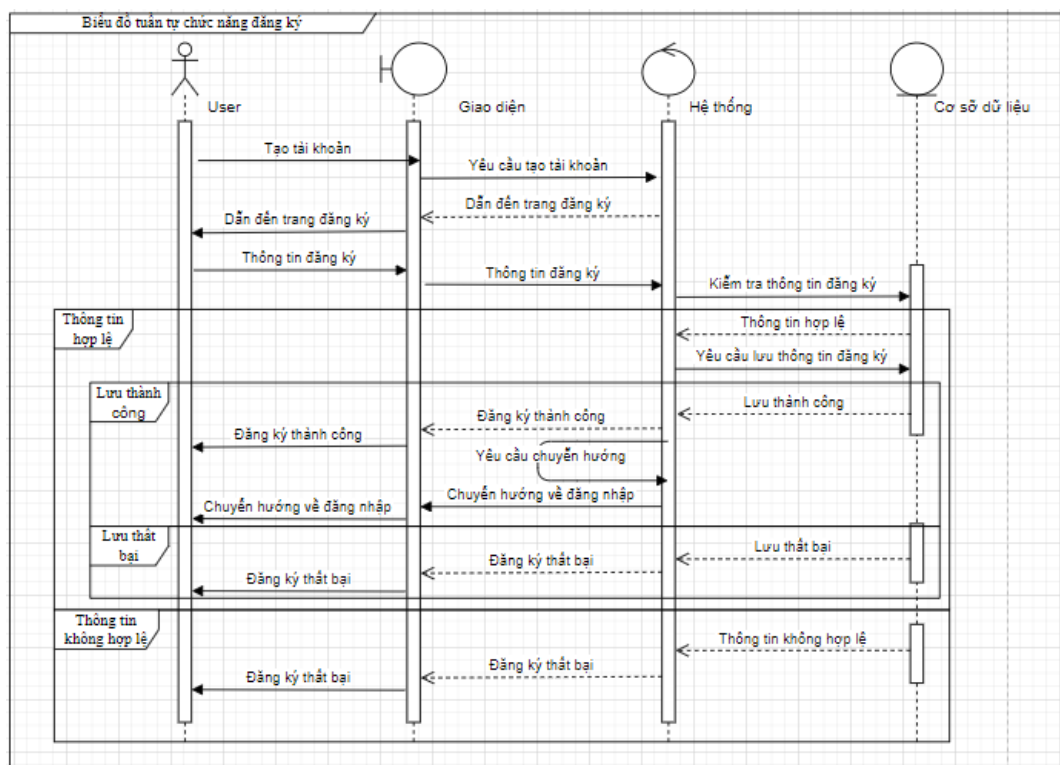 Biểu đồ tuần tự chức năng đăng ký
User
Giao diện
Hệ thống
Cơ sở dữ liệu
Tạo tài khoản
Yêu cầu tạo tài khoản
Dẫn đến trang đăng ký
Dẫn đến trang đăng ký
Thông tin đăng ký
Thông tin đăng ký
Kiểm tra thông tin đăng ký
Thông tin
hợp lệ
Thông tin hợp lệ
Yêu cầu lưu thông tin đăng ký
Lưu thành
công
Lưu thành công
Đăng ký thành công
Đăng ký thành công
Yêu cầu chuyển hướng
Chuyển hướng về đăng nhập
Chuyển hướng về đăng nhập
Lưu thất
bại
Lưu thất bại
Đăng ký thất bại
Đăng ký thất bại
Thông tin
không hợp lệ
Thông tin không hợp lệ
Đăng ký thất bại
Đăng ký thất bại